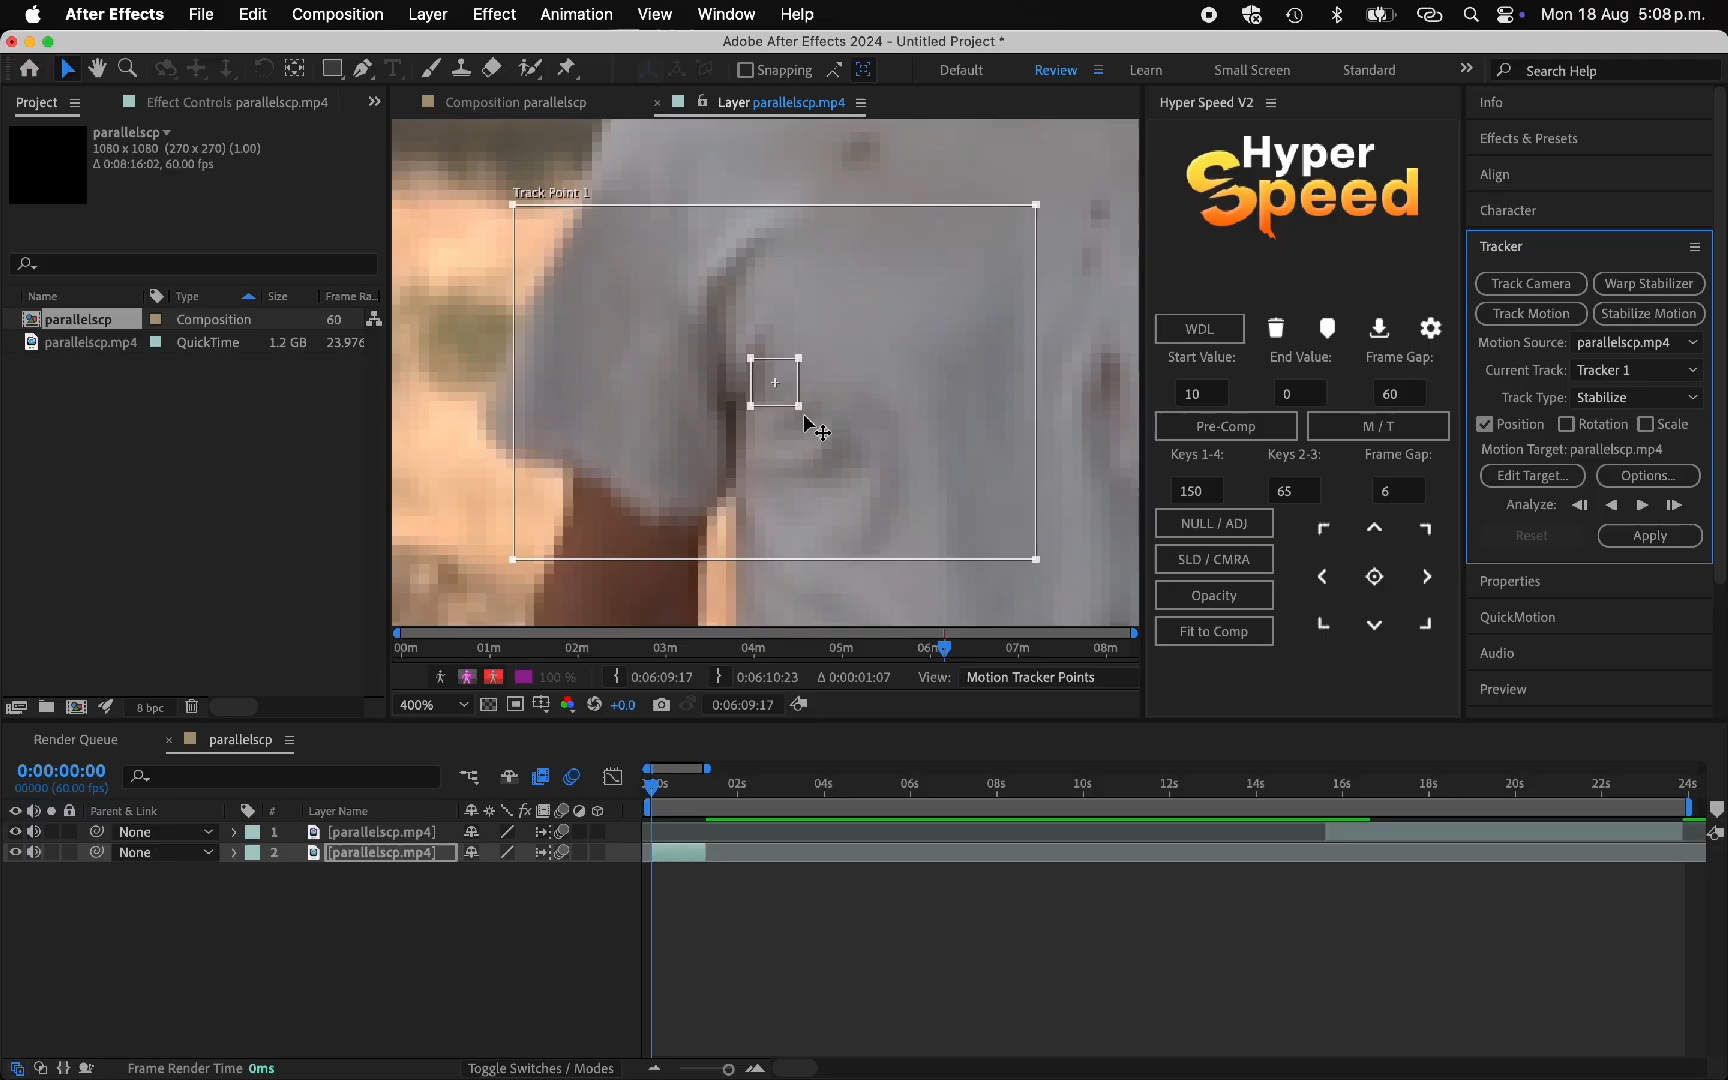 After Effects File Edit Composition Layer Effect Animation View Window Help Mon 18 Aug 5:08 p.m.
Adobe After Effects 2024 - Untitled Project *
Snapping Default Review Learn Small Screen Standard Search Help
Project Effect Controls parallelscp.mp4
parallelscp
1080 x 1080 (270 x 270) (1.00)
Δ 0:08:16:02, 60.00 fps
Name Type Size Frame Ra...
parallelscp Composition 60
parallelscp.mp4 QuickTime 1.2 GB 23.976
8 bpc
Composition parallelscp Layer parallelscp.mp4
Track Point 1
00m 01m 02m 03m 04m 05m 06m 07m 08m
100 % 0:06:09:17 0:06:10:23 Δ 0:00:01:07 View: Motion Tracker Points
400% +0.0 0:06:09:17
Hyper Speed V2
Hyper
Speed
WDL
Start Value: End Value: Frame Gap:
10 0 60
Pre-Comp M / T
Keys 1-4: Keys 2-3: Frame Gap:
150 65 6
NULL / ADJ
SLD / CMRA
Opacity
Fit to Comp
Info
Effects & Presets
Align
Character
Tracker
Track Camera Warp Stabilizer
Track Motion Stabilize Motion
Motion Source: parallelscp.mp4
Current Track: Tracker 1
Track Type: Stabilize
Position Rotation Scale
Motion Target: parallelscp.mp4
Edit Target... Options...
Analyze:
Reset Apply
Properties
QuickMotion
Audio
Preview
Render Queue parallelscp
0:00:00:00
00000 (60.00 fps)
02s 04s 06s 08s 10s 12s 14s 16s 18s 20s 22s 24s
Parent & Link # Layer Name
None 1 [parallelscp.mp4]
None 2 [parallelscp.mp4]
Frame Render Time 0ms Toggle Switches / Modes